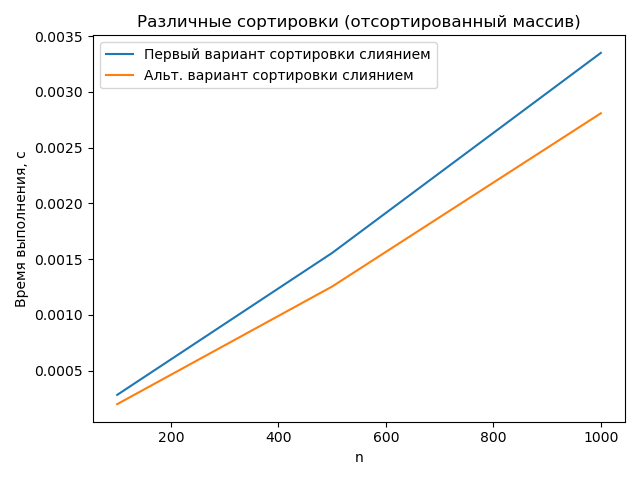 Различные сортировки (отсортированный массив)
Первый вариант сортировки слиянием
Альт. вариант сортировки слиянием
Время выполнения, с
0.0035
0.0030
0.0025
0.0020
0.0015
0.0010
0.0005
200
400
600
800
1000
n